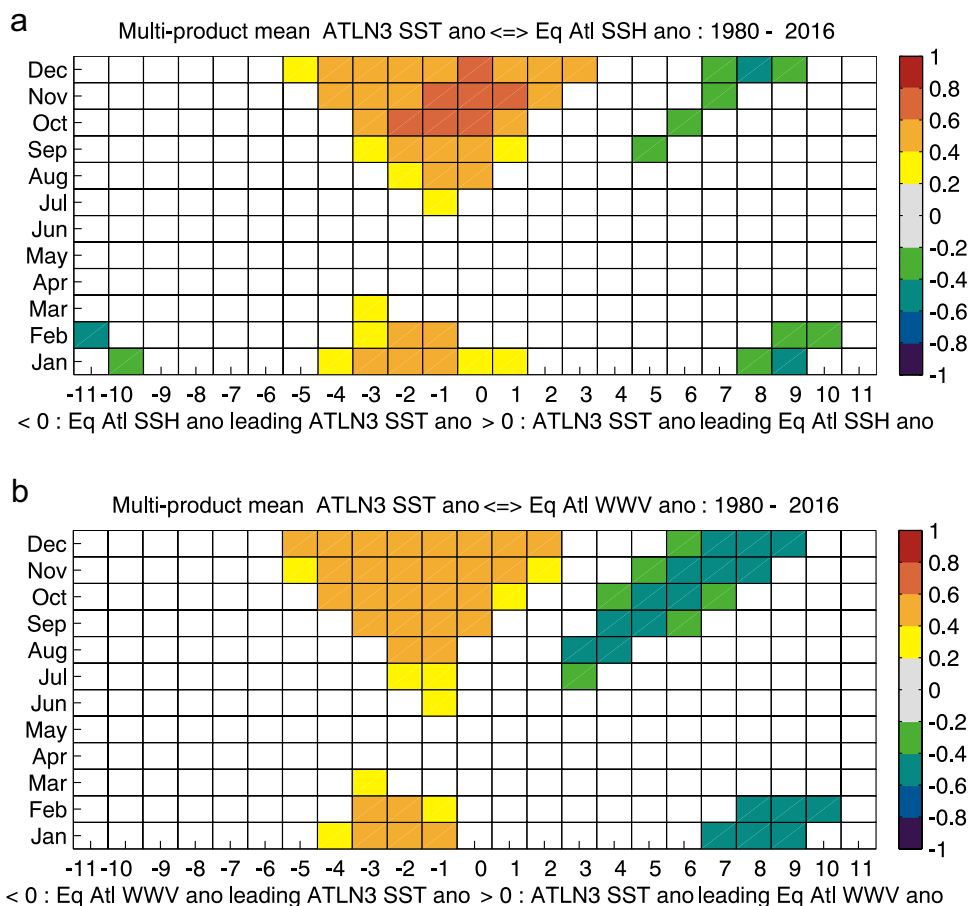 a
Multi-product mean ATLN3 SST ano <=> Eq Atl SSH ano : 1980 - 2016
Dec
Nov
Oct
Sep
Aug
Jul
Jun
May
Apr
Mar
Feb
Jan
-11 -10 -9 -8 -7 -6 -5 -4 -3 -2 -1 0 1 2 3 4 5 6 7 8 9 10 11
< 0 : Eq Atl SSH ano leading ATLN3 SST ano > 0 : ATLN3 SST ano leading Eq Atl SSH ano
1
0.8
0.6
0.4
0.2
0
-0.2
-0.4
-0.6
-0.8
-1
b
Multi-product mean ATLN3 SST ano <=> Eq Atl WWV ano : 1980 - 2016
Dec
Nov
Oct
Sep
Aug
Jul
Jun
May
Apr
Mar
Feb
Jan
-11 -10 -9 -8 -7 -6 -5 -4 -3 -2 -1 0 1 2 3 4 5 6 7 8 9 10 11
< 0 : Eq Atl WWV ano leading ATLN3 SST ano > 0 : ATLN3 SST ano leading Eq Atl WWV ano
1
0.8
0.6
0.4
0.2
0
-0.2
-0.4
-0.6
-0.8
-1